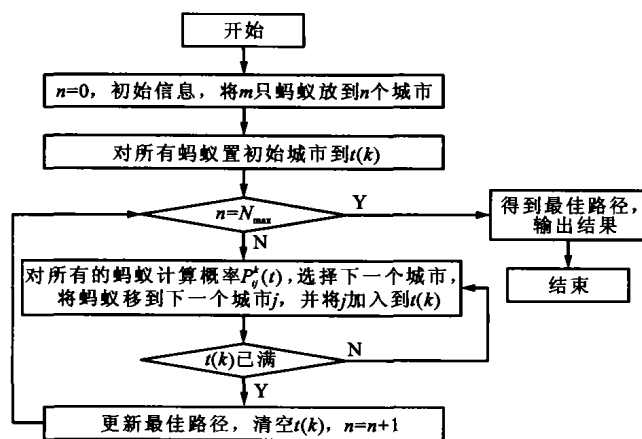 开始
n=0，初始信息，将m只蚂蚁放到n个城市
对所有蚂蚁置初始城市到t(k)
n=Nmax
Y
得到最佳路径，
输出结果
N
结束
对所有的蚂蚁计算概率P_ij^k(t)，选择下一个城市，
将蚂蚁移到下一个城市j，并将j加入到t(k)
t(k)已满
N
Y
更新最佳路径，清空t(k)，n=n+1